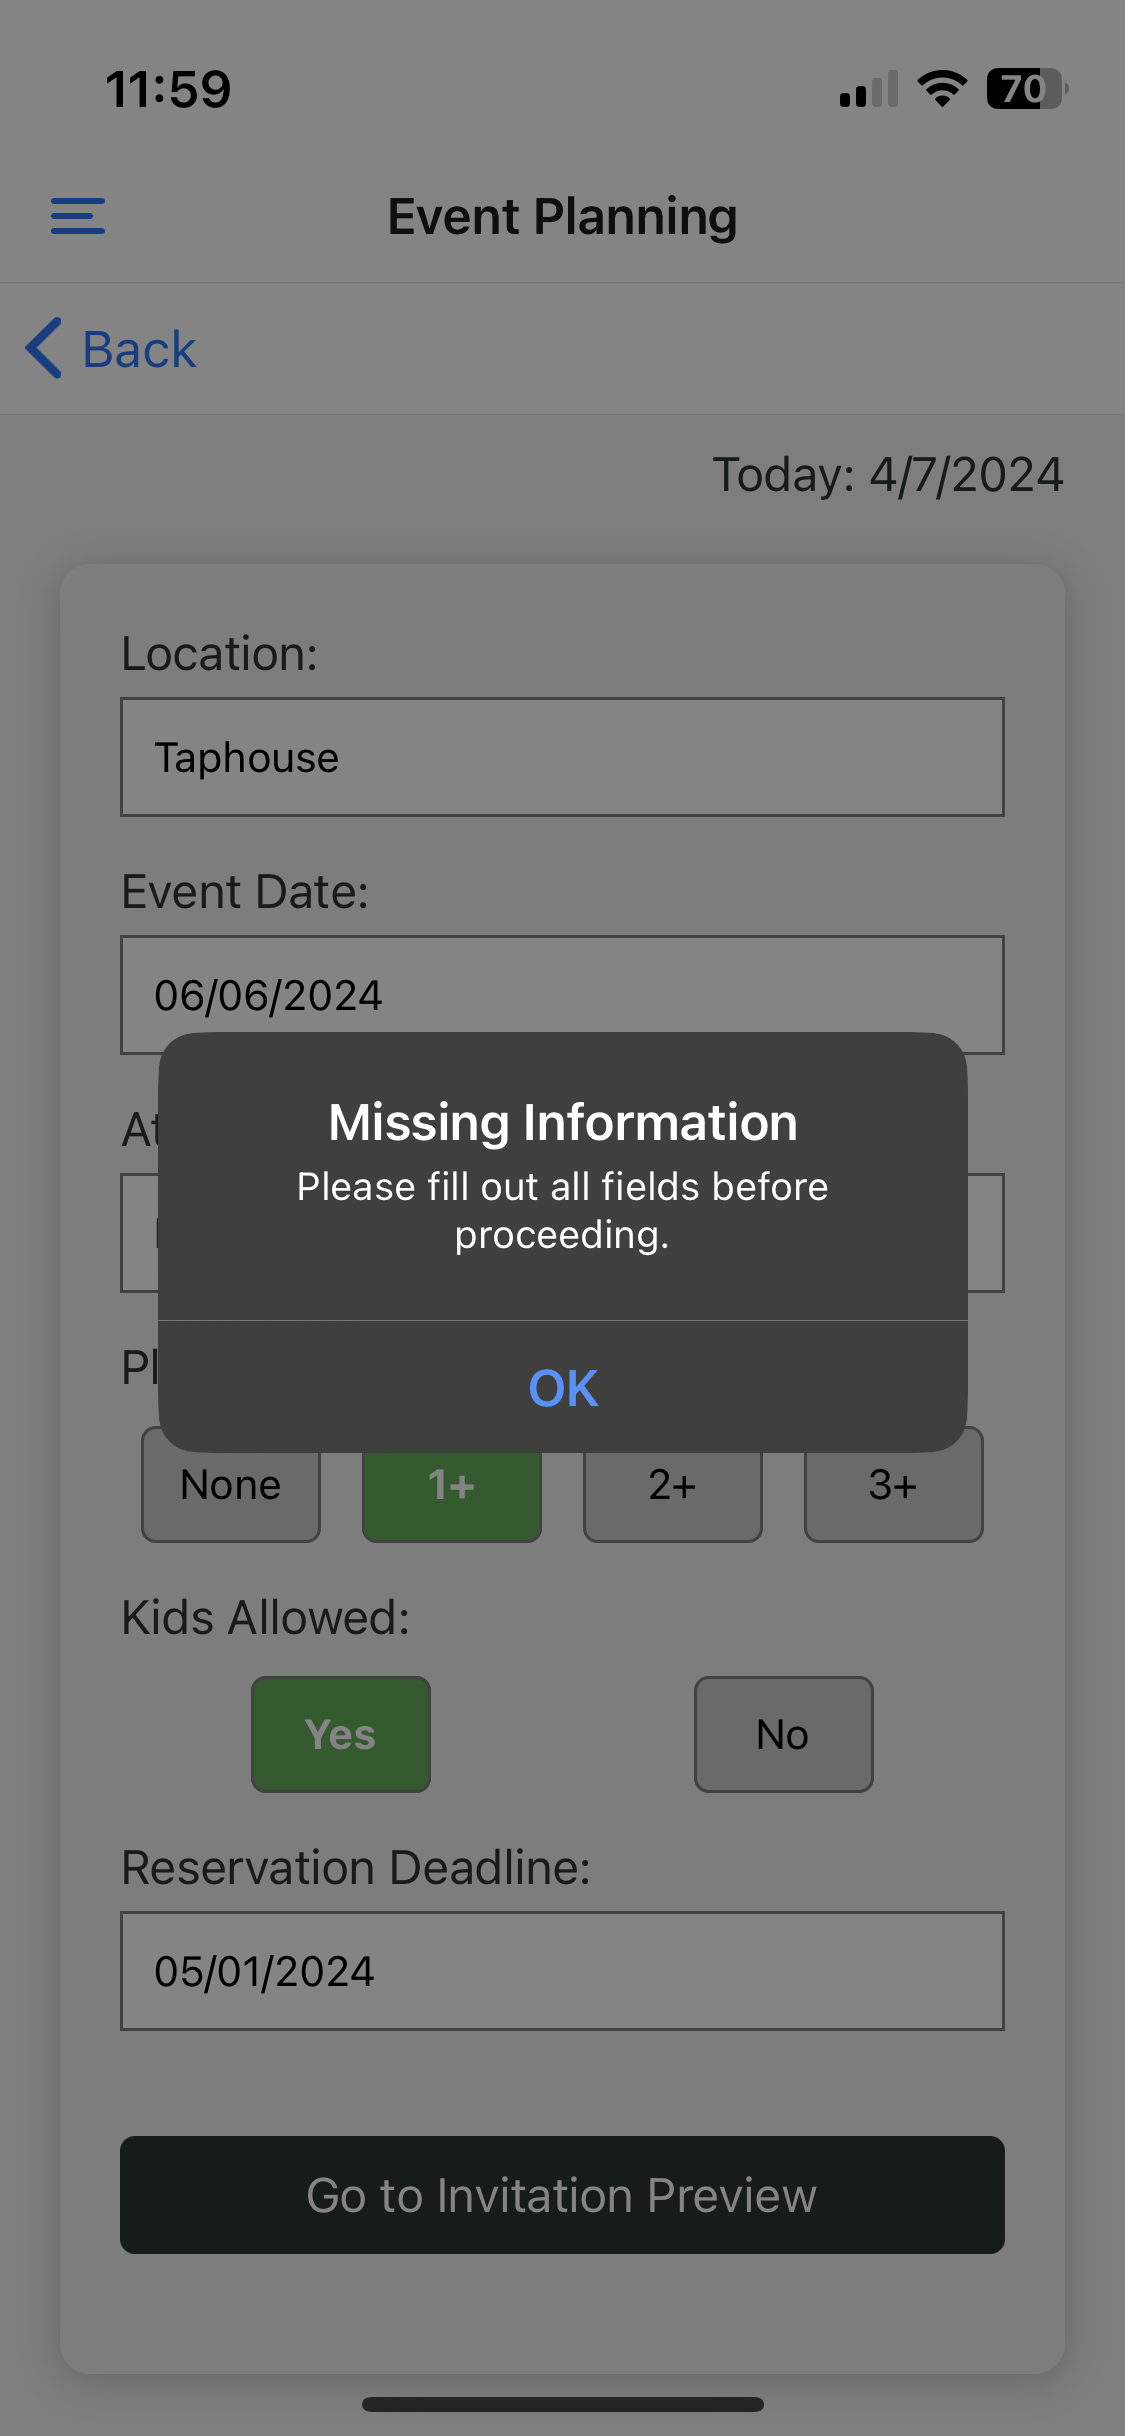 11:59
70
Event Planning
Back
Today: 4/7/2024
Location:
Taphouse
Event Date:
06/06/2024
Missing Information
Please fill out all fields before
proceeding.
OK
None
1+
2+
3+
Kids Allowed:
Yes
No
Reservation Deadline:
05/01/2024
Go to Invitation Preview